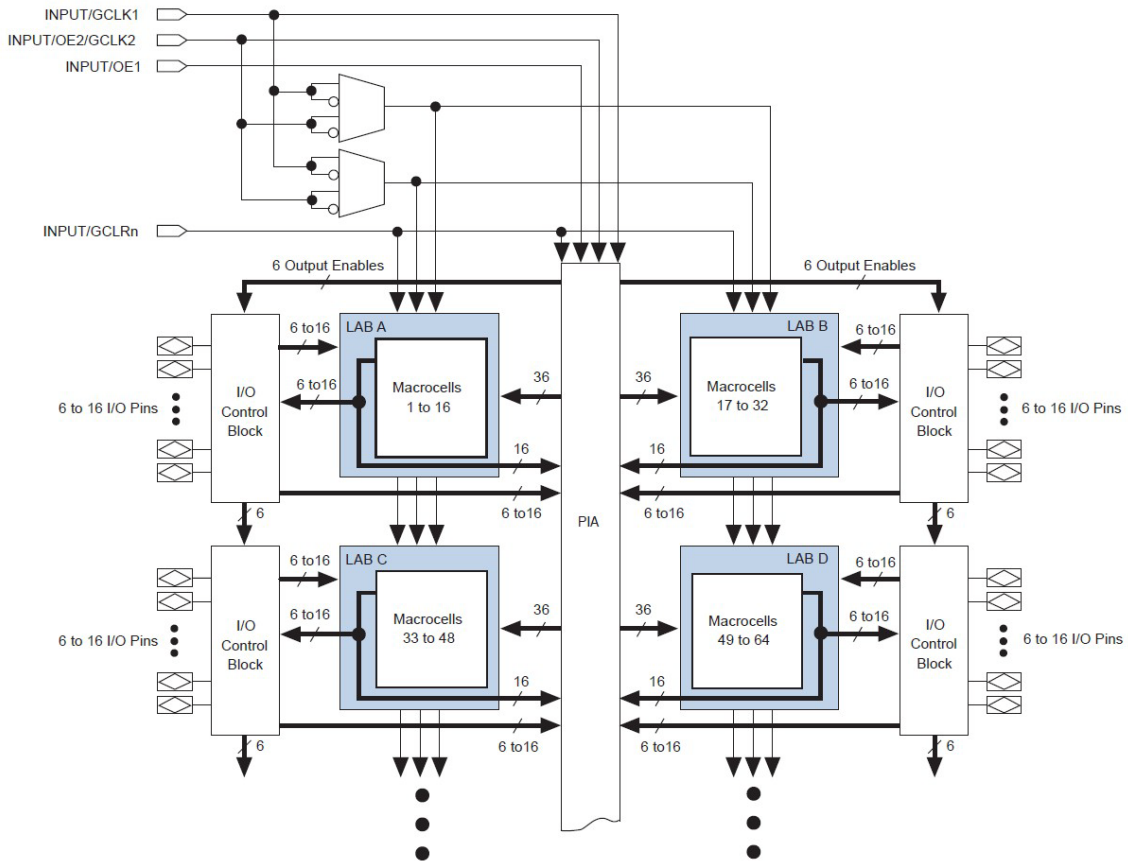 INPUT/GCLK1
INPUT/OE2/GCLK2
INPUT/OE1
INPUT/GCLRn
6 Output Enables
6 Output Enables
6 to16
LAB A
LAB B
6 to16
I/O
Control
Block
6 to16
Macrocells
1 to 16
36
36
Macrocells
17 to 32
6 to16
I/O
Control
Block
6 to 16 I/O Pins
6 to 16 I/O Pins
16
16
6 to16
6 to16
PIA
6
6
6 to16
LAB C
LAB D
6 to16
I/O
Control
Block
6 to16
Macrocells
33 to 48
36
36
Macrocells
49 to 64
6 to16
I/O
Control
Block
6 to 16 I/O Pins
6 to 16 I/O Pins
16
16
6 to16
6 to16
6
6